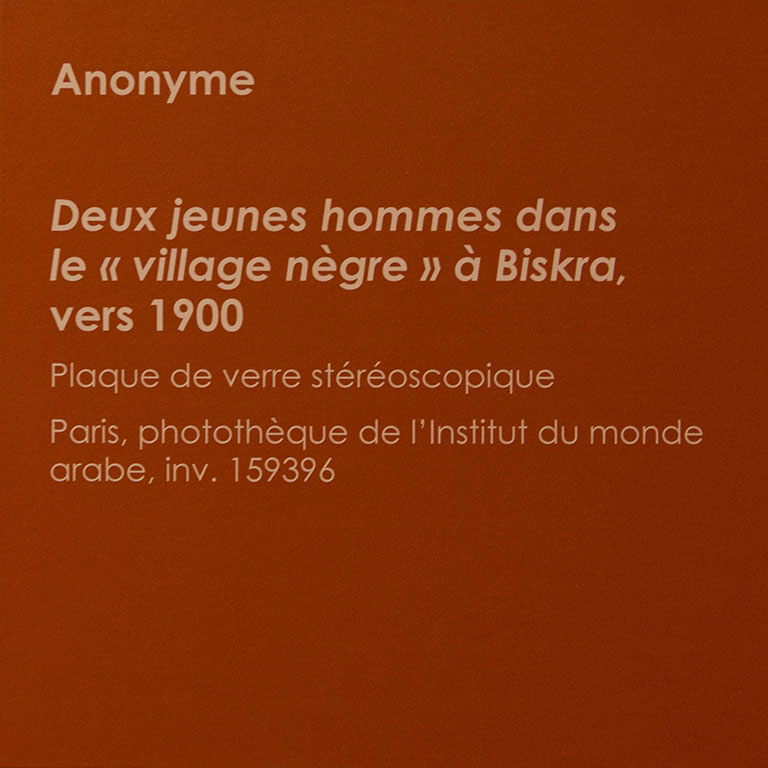 Anonyme
Deux jeunes hommes dans
le « village nègre » à Biskra,
vers 1900
Plaque de verre stéréoscopique
Paris, photothèque de l’Institut du monde
arabe, inv. 159396